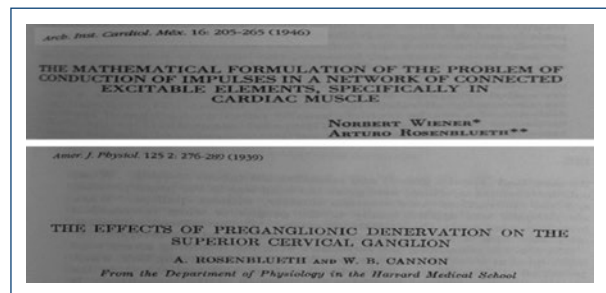 Arch. Inst. Cardiol. Méx. 16: 205-265 (1946)
THE MATHEMATICAL FORMULATION OF THE PROBLEM OF
CONDUCTION OF IMPULSES IN A NETWORK OF CONNECTED
EXCITABLE ELEMENTS, SPECIFICALLY IN
CARDIAC MUSCLE
NORBERT WIENER*
ARTURO ROSENBLUETH**
Amer. J. Physiol. 125 2: 276-289 (1939)
THE EFFECTS OF PREGANGLIONIC DENERVATION ON THE
SUPERIOR CERVICAL GANGLION
A. ROSENBLUETH AND W. B. CANNON
From the Department of Physiology in the Harvard Medical School